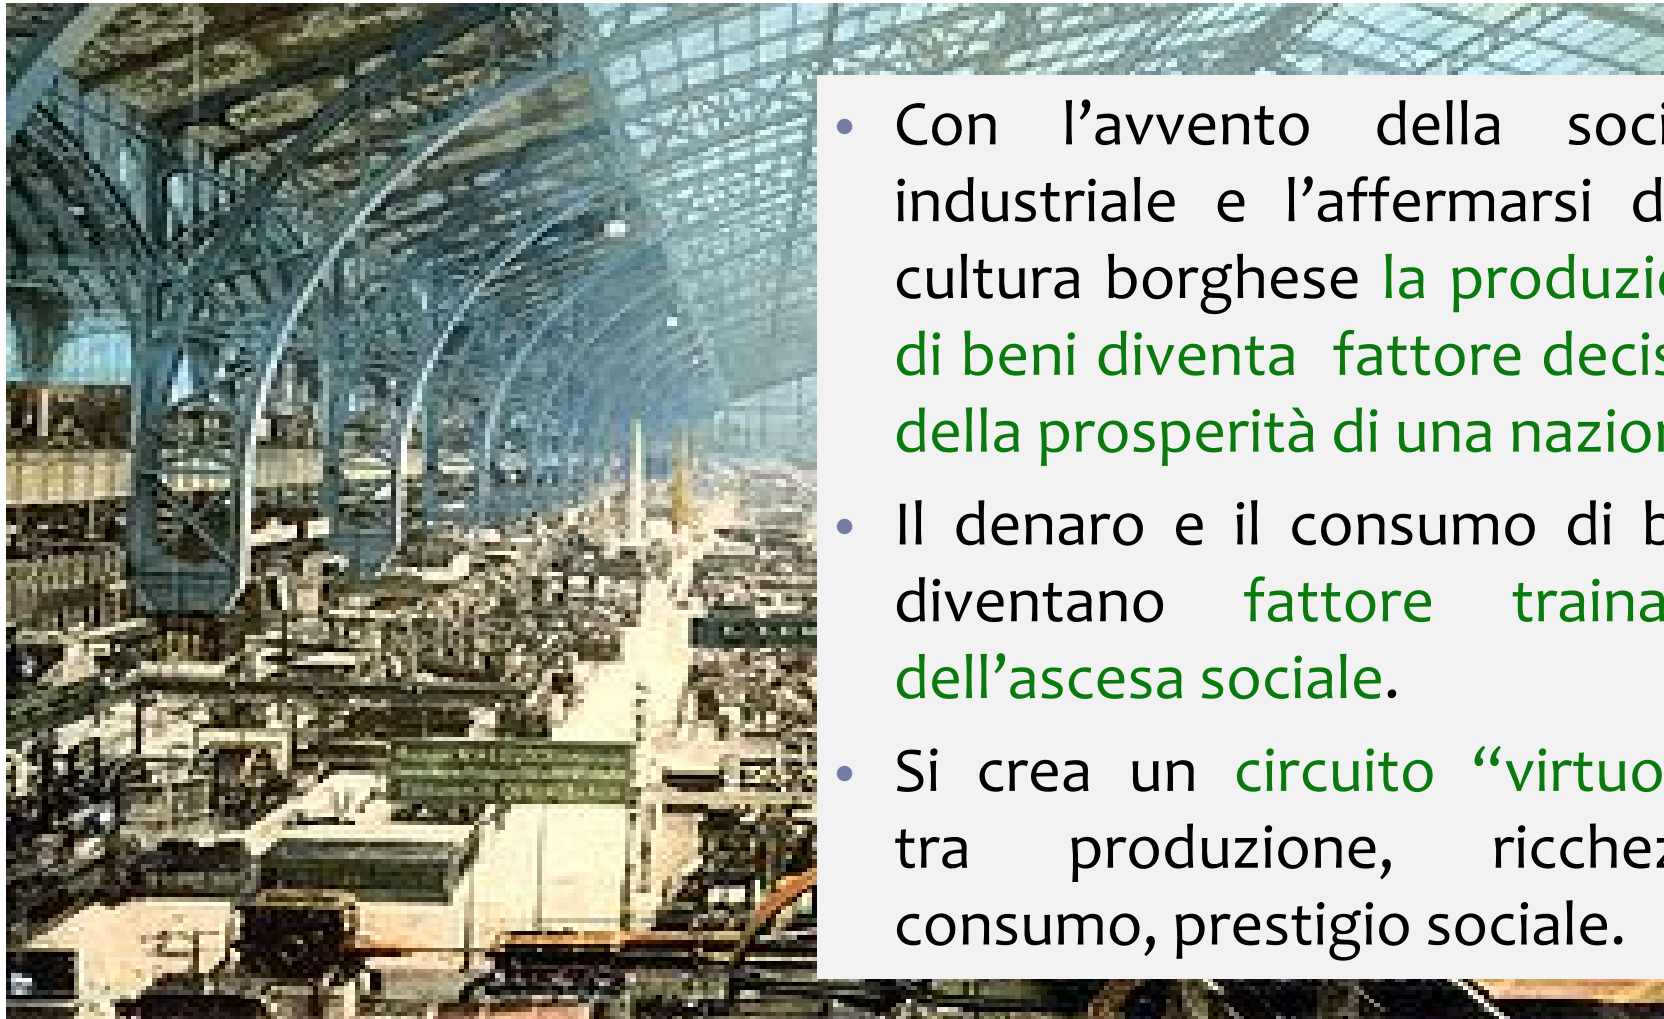 • Con l’avvento della soci
industriale e l’affermarsi d
cultura borghese la produzi
di beni diventa fattore decis
della prosperità di una nazion
• Il denaro e il consumo di b
diventano fattore traina
dell’ascesa sociale.
• Si crea un circuito “virtuo
tra produzione, ricchez
consumo, prestigio sociale.